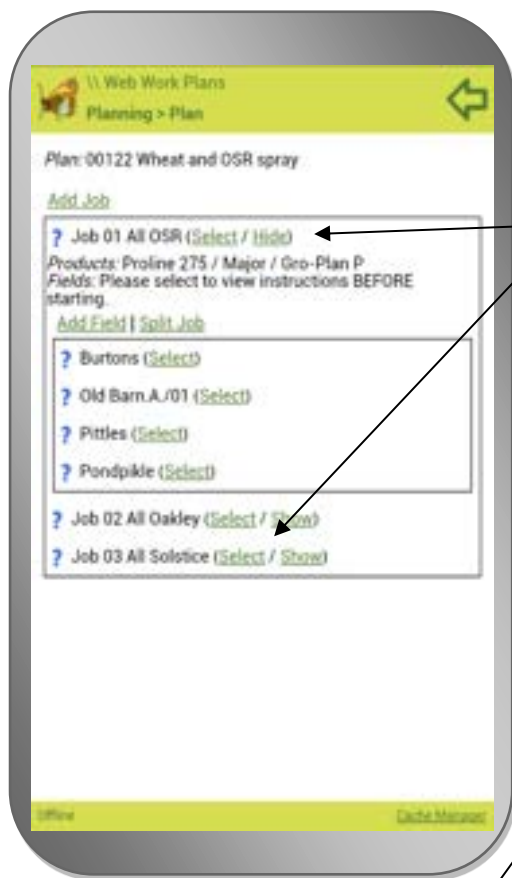 \\ Web Work Plans
Planning > Plan
Plan: 00122 Wheat and OSR spray
Add Job
? Job 01 All OSR (Select / Hide)
Products: Proline 275 / Major / Gro-Plan P
Fields: Please select to view instructions BEFORE
starting.
Add Field | Split Job
? Burtons (Select)
? Old Barn.A./01 (Select)
? Pittles (Select)
? Pondpikle (Select)
? Job 02 All Oakley (Select / Show)
? Job 03 All Solstice (Select / Show)
Offline
Cache Manager